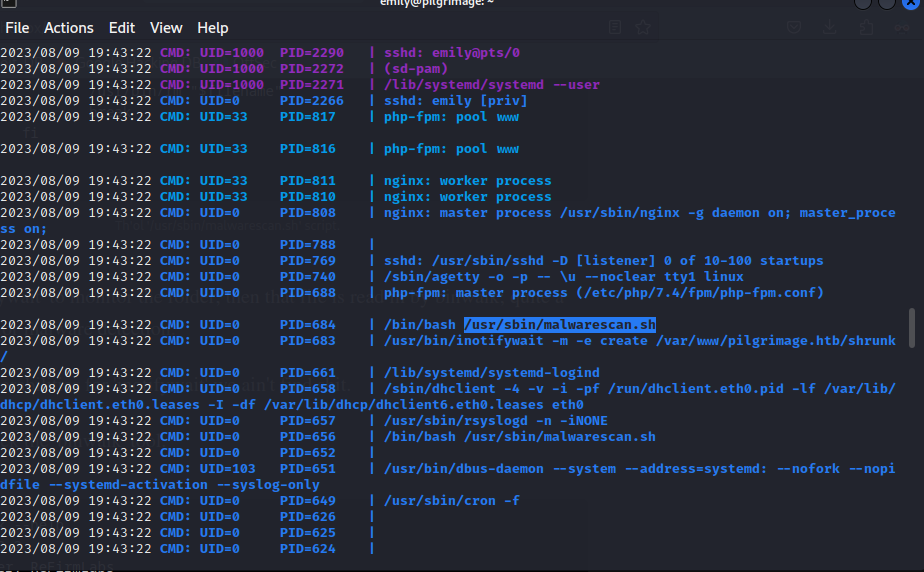 emily@pilgrimage: ~
File Actions Edit View Help
2023/08/09 19:43:22 CMD: UID=1000 PID=2290 | sshd: emily@pts/0
2023/08/09 19:43:22 CMD: UID=1000 PID=2272 | (sd-pam)
2023/08/09 19:43:22 CMD: UID=1000 PID=2271 | /lib/systemd/systemd --user
2023/08/09 19:43:22 CMD: UID=0 PID=2266 | sshd: emily [priv]
2023/08/09 19:43:22 CMD: UID=33 PID=817 | php-fpm: pool www
fi
2023/08/09 19:43:22 CMD: UID=33 PID=816 | php-fpm: pool www
2023/08/09 19:43:22 CMD: UID=33 PID=811 | nginx: worker process
2023/08/09 19:43:22 CMD: UID=33 PID=810 | nginx: worker process
2023/08/09 19:43:22 CMD: UID=0 PID=808 | nginx: master process /usr/sbin/nginx -g daemon on; master_proce
ss on;
2023/08/09 19:43:22 CMD: UID=0 PID=788 |
2023/08/09 19:43:22 CMD: UID=0 PID=769 | sshd: /usr/sbin/sshd -D [listener] 0 of 10-100 startups
2023/08/09 19:43:22 CMD: UID=0 PID=740 | /sbin/agetty -o -p -- \u --noclear tty1 linux
2023/08/09 19:43:22 CMD: UID=0 PID=688 | php-fpm: master process (/etc/php/7.4/fpm/php-fpm.conf)
2023/08/09 19:43:22 CMD: UID=0 PID=684 | /bin/bash /usr/sbin/malwarescan.sh
2023/08/09 19:43:22 CMD: UID=0 PID=683 | /usr/bin/inotifywait -m -e create /var/www/pilgrimage.htb/shrunk
/
2023/08/09 19:43:22 CMD: UID=0 PID=661 | /lib/systemd/systemd-logind
2023/08/09 19:43:22 CMD: UID=0 PID=658 | /sbin/dhclient -4 -v -i -pf /run/dhclient.eth0.pid -lf /var/lib/
dhcp/dhclient.eth0.leases -I -df /var/lib/dhcp/dhclient6.eth0.leases eth0
2023/08/09 19:43:22 CMD: UID=0 PID=657 | /usr/sbin/rsyslogd -n -iNONE
2023/08/09 19:43:22 CMD: UID=0 PID=656 | /bin/bash /usr/sbin/malwarescan.sh
2023/08/09 19:43:22 CMD: UID=0 PID=652 |
2023/08/09 19:43:22 CMD: UID=103 PID=651 | /usr/bin/dbus-daemon --system --address=systemd: --nofork --nopi
dfile --systemd-activation --syslog-only
2023/08/09 19:43:22 CMD: UID=0 PID=649 | /usr/sbin/cron -f
2023/08/09 19:43:22 CMD: UID=0 PID=626 |
2023/08/09 19:43:22 CMD: UID=0 PID=625 |
2023/08/09 19:43:22 CMD: UID=0 PID=624 |